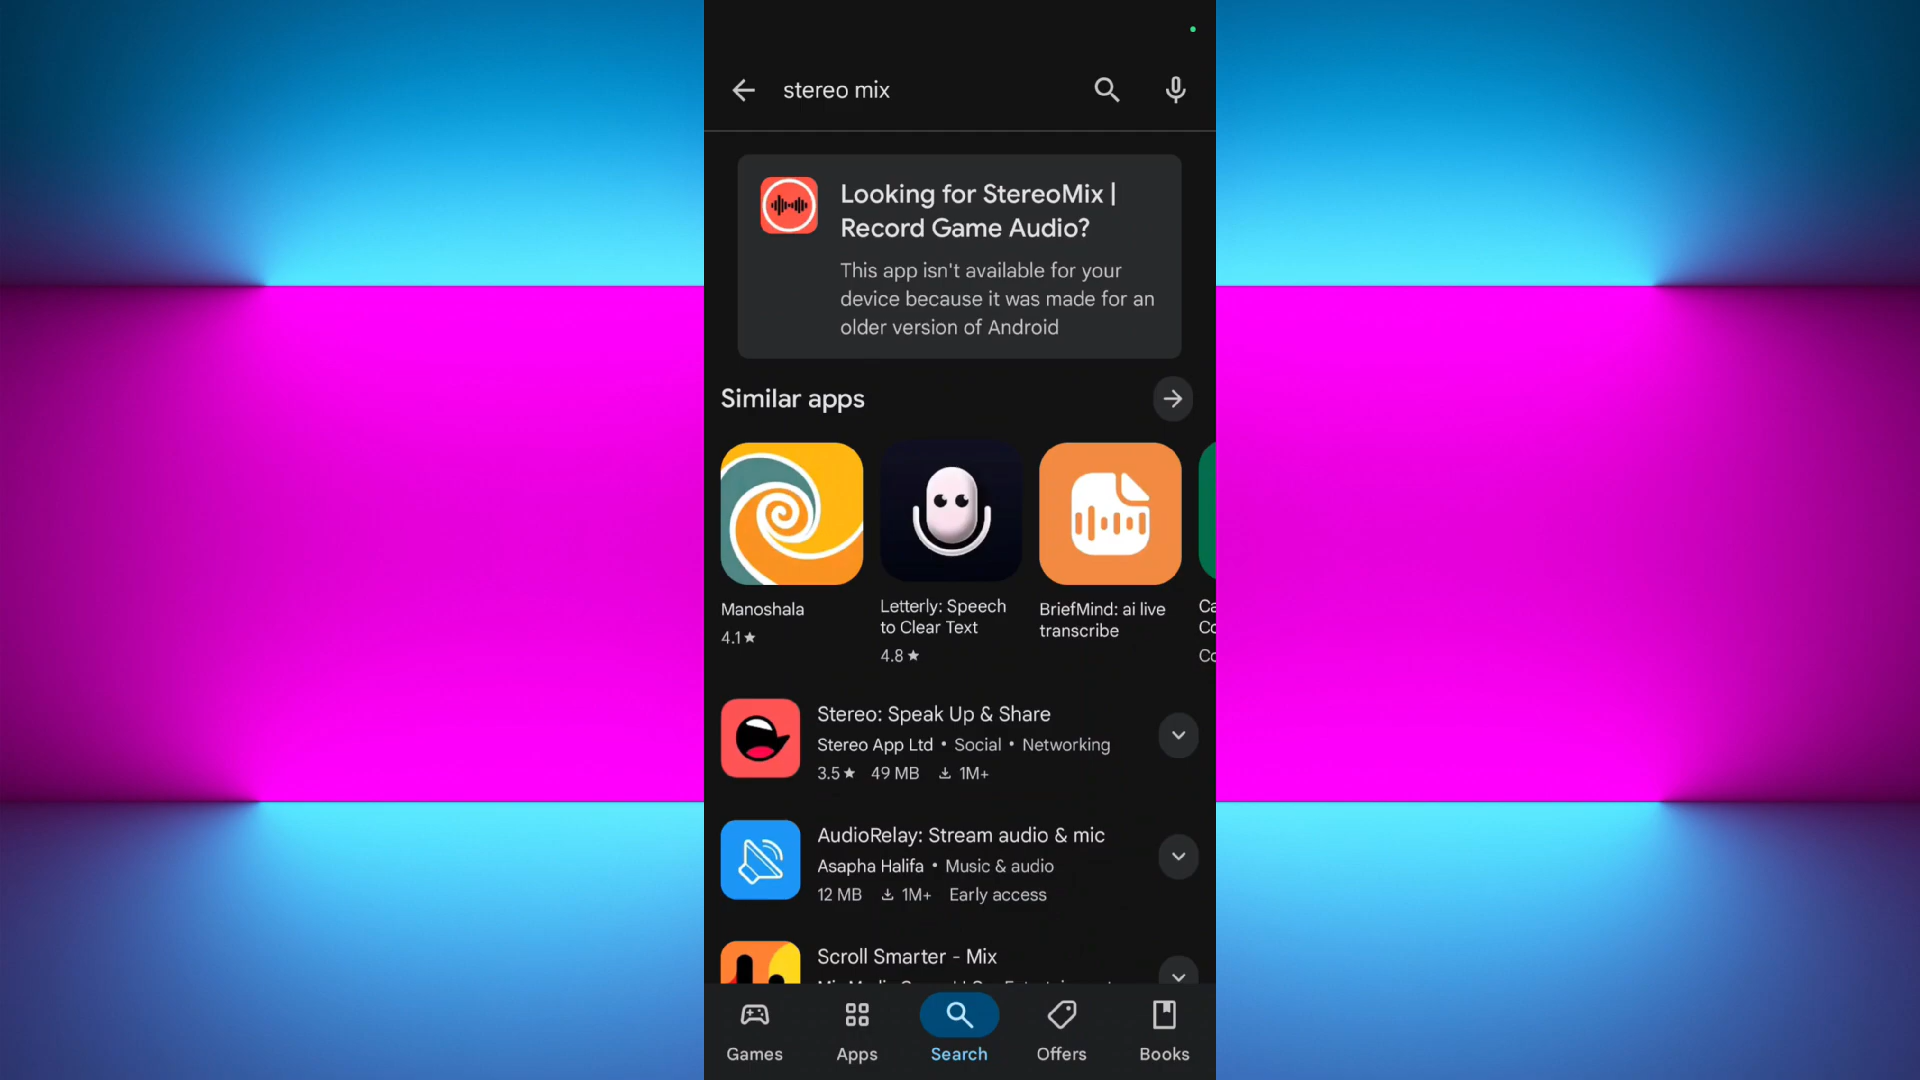 stereo mix
Looking for StereoMix |
Record Game Audio?
This app isn't available for your
device because it was made for an
older version of Android
Similar apps
Manoshala
4.1★
Letterly: Speech
to Clear Text
4.8 ★
BriefMind: ai live
transcribe
Stereo: Speak Up & Share
Stereo App Ltd • Social • Networking
3.5★ 49 MB 1M+
AudioRelay: Stream audio & mic
Asapha Halifa • Music & audio
12 MB 1M+ Early access
Scroll Smarter - Mix
Games
Apps
Search
Offers
Books